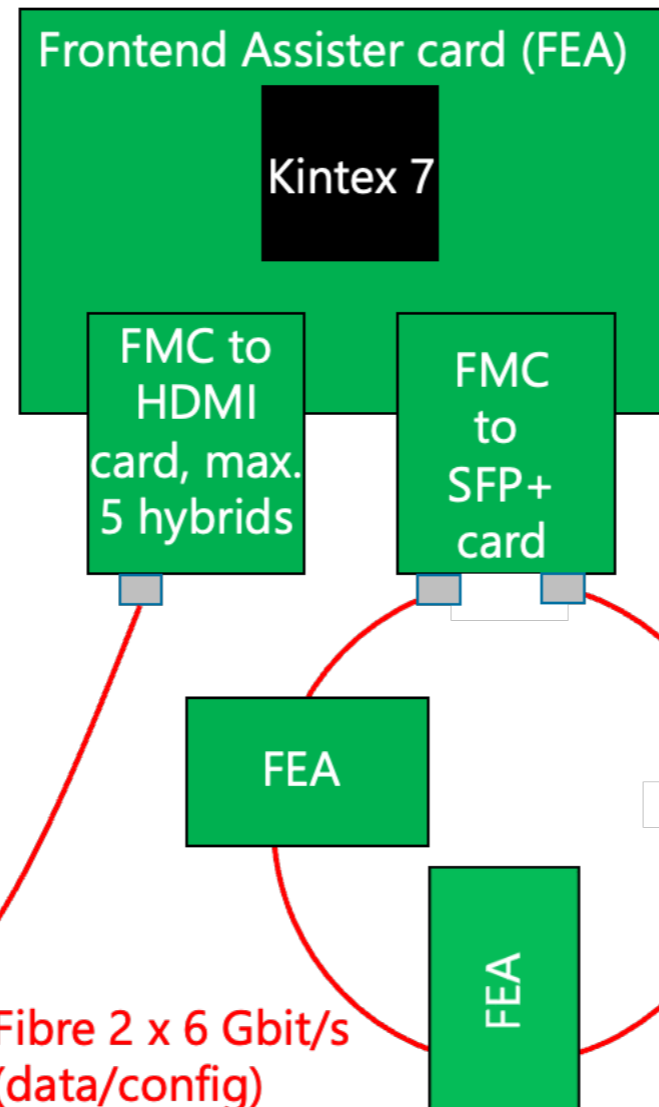 Frontend Assister card (FEA)
Kintex 7
FMC to
HDMI
card, max.
5 hybrids
FMC
to
SFP+
card
FEA
FEA
Fibre 2 x 6 Gbit/s
(data/config)